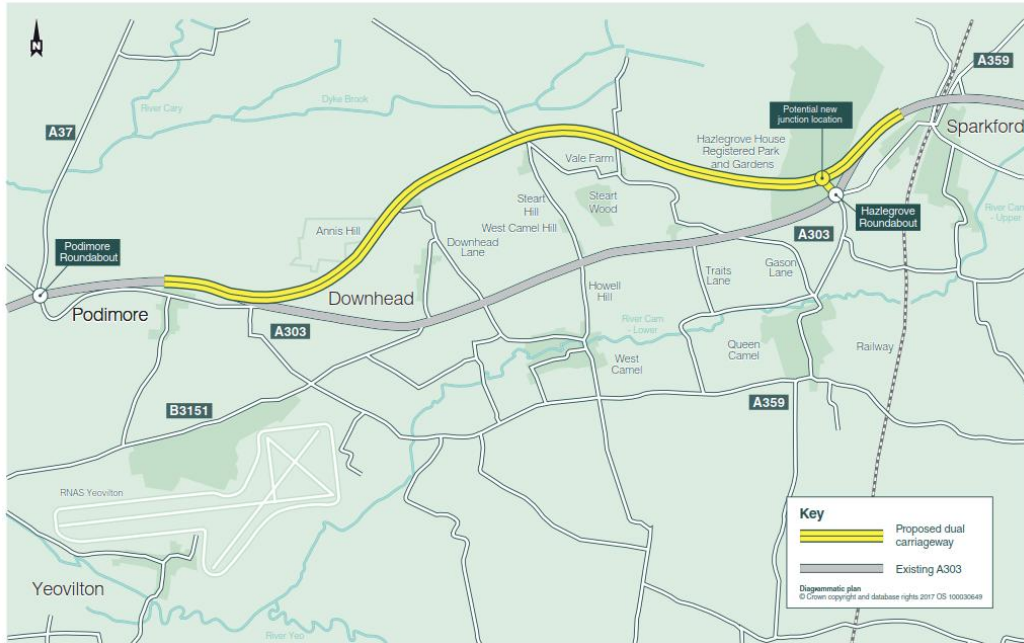 N
A359
River Cary
Dyke Brook
A37
Potential new
junction location
Sparkford
Hazlegrove House
Registered Park
and Gardens
Vale Farm
Steart
Hill
Steart
Wood
River Cam
- Upper
Hazlegrove
Roundabout
Annis Hill
West Camel Hill
A303
Podimore
Roundabout
Downhead
Lane
Gason
Lane
Traits
Lane
Downhead
Howell
Hill
Podimore
A303
River Cam
- Lower
Queen
Camel
Railway
West
Camel
B3151
A359
RNAS Yeovilton
Key
Proposed dual
carriageway
Existing A303
Diagrammatic plan
© Crown copyright and database rights 2017 OS 100030649
Yeovilton
River Yeo